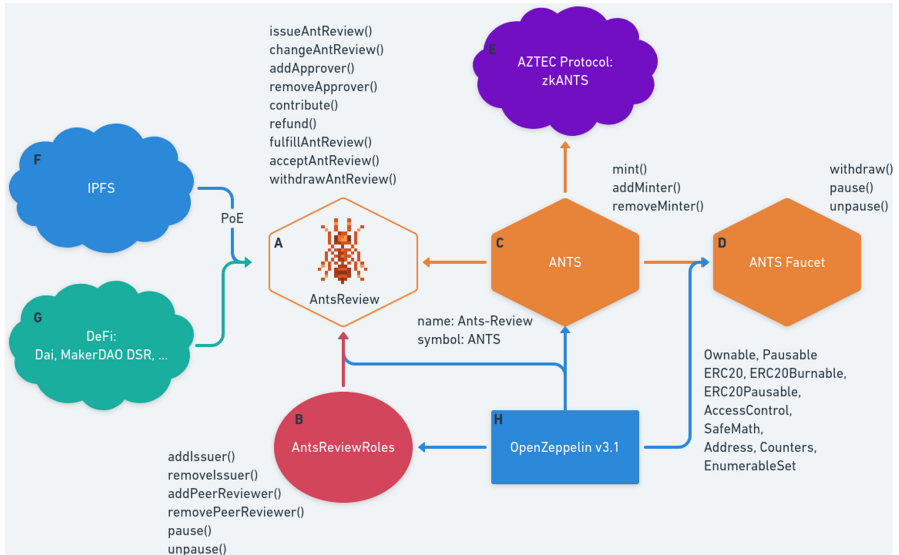 issueAntReview()
changeAntReview()
addApprover()
removeApprover()
contribute()
refund()
fulfillAntReview()
acceptAntReview()
withdrawAntReview()
E
AZTEC Protocol:
zkANTS
F
IPFS
PoE
mint()
addMinter()
removeMinter()
withdraw()
pause()
unpause()
A
AntsReview
C
ANTS
D
ANTS Faucet
G
DeFi:
Dai, MakerDAO DSR, ...
name: Ants-Review
symbol: ANTS
Ownable, Pausable
ERC20, ERC20Burnable,
ERC20Pausable,
AccessControl,
SafeMath,
Address, Counters,
EnumerableSet
B
AntsReviewRoles
H
OpenZeppelin v3.1
addIssuer()
removeIssuer()
addPeerReviewer()
removePeerReviewer()
pause()
unpause()